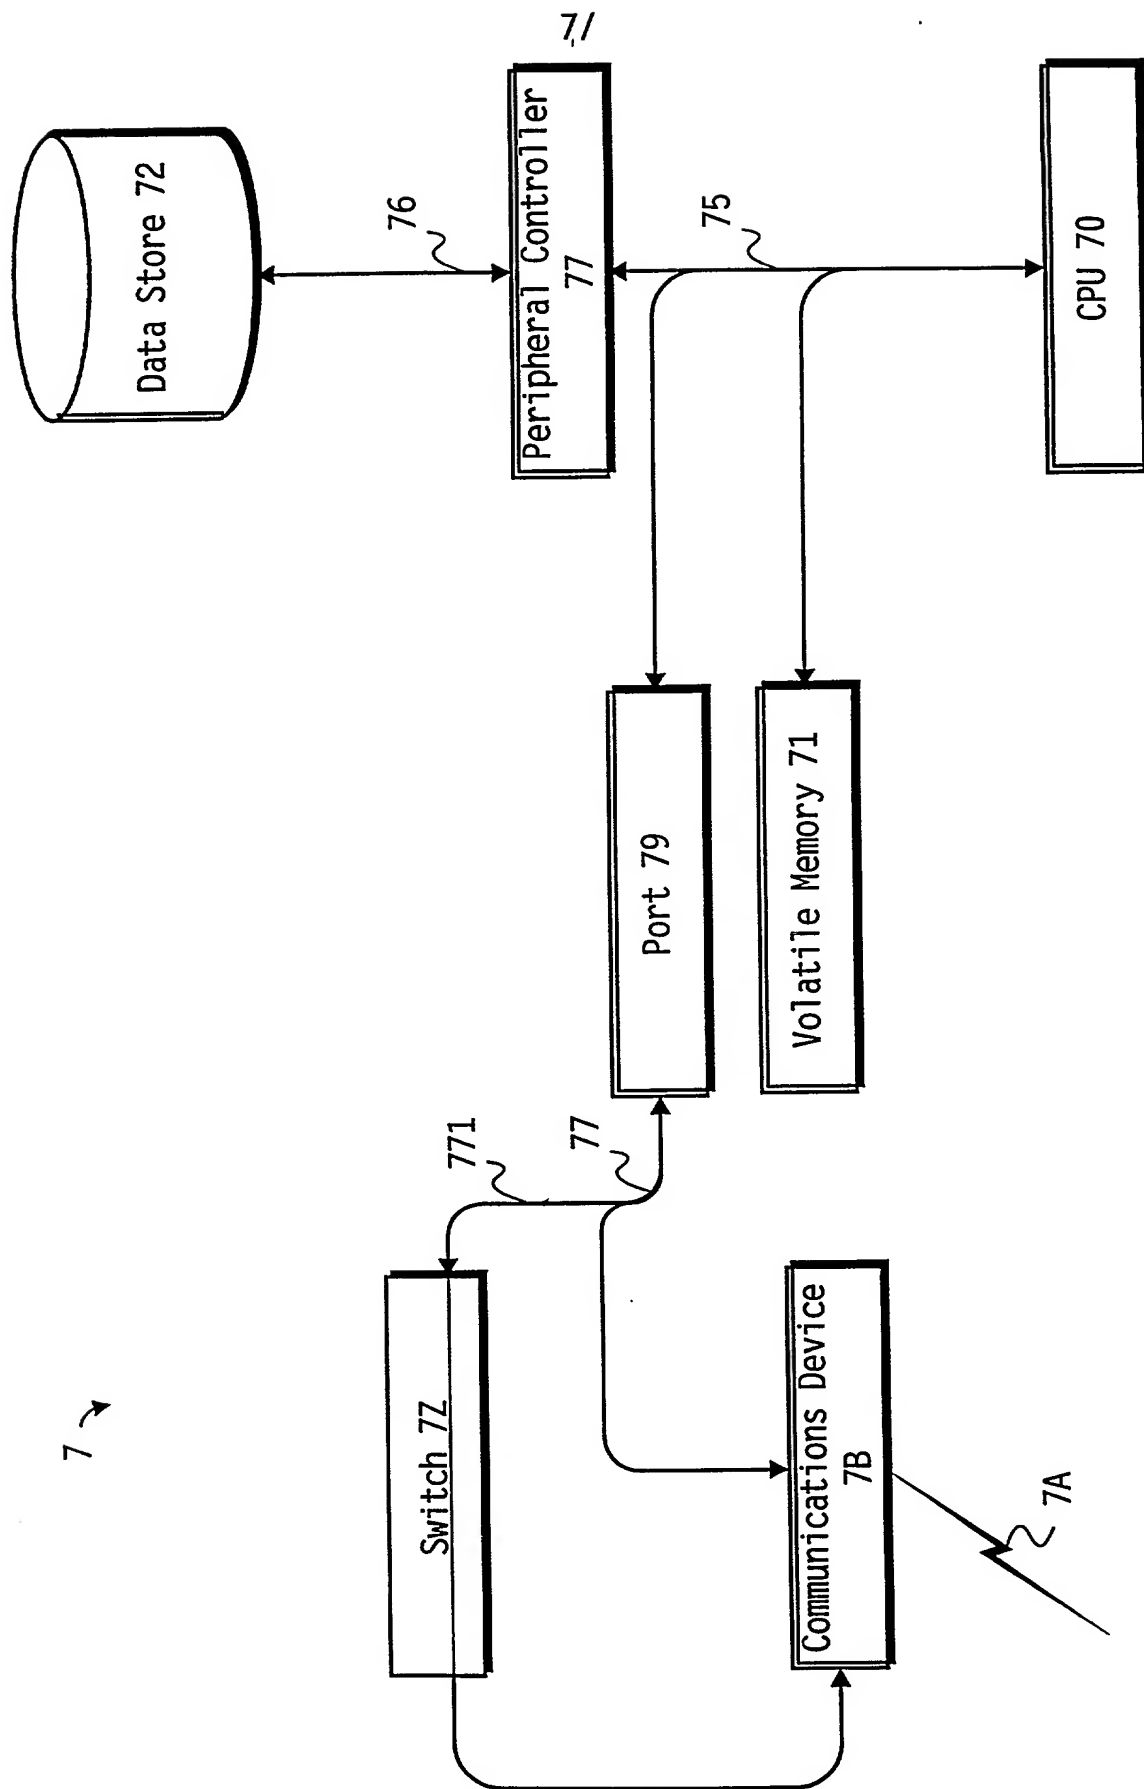 7/
Data Store 72
76
Peripheral Controller
77
75
CPU 70
Port 79
Volatile Memory 71
771
77
7
Switch 7Z
Communications Device
7B
7A